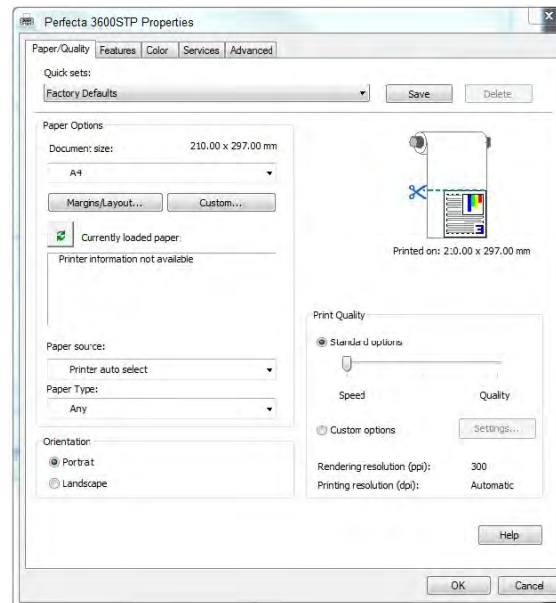 Perfecta 3600STP Properties
Paper/Quality Features Color Services Advanced
Quick sets:
Factory Defaults
Save
Delete
Paper Options
Document size: 210.00 x 297.00 mm
A4
Margins/Layout... Custom...
Currently loaded paper:
Printer information not available
Paper source:
Printer auto select
Paper Type:
Any
Orientation
Portrait
Landscape
3
Printed on: 210.00 x 297.00 mm
Print Quality
Standard options
Speed Quality
Custom options Settings...
Rendering resolution (ppi): 300
Printing resolution (dpi): Automatic
Help
OK Cancel